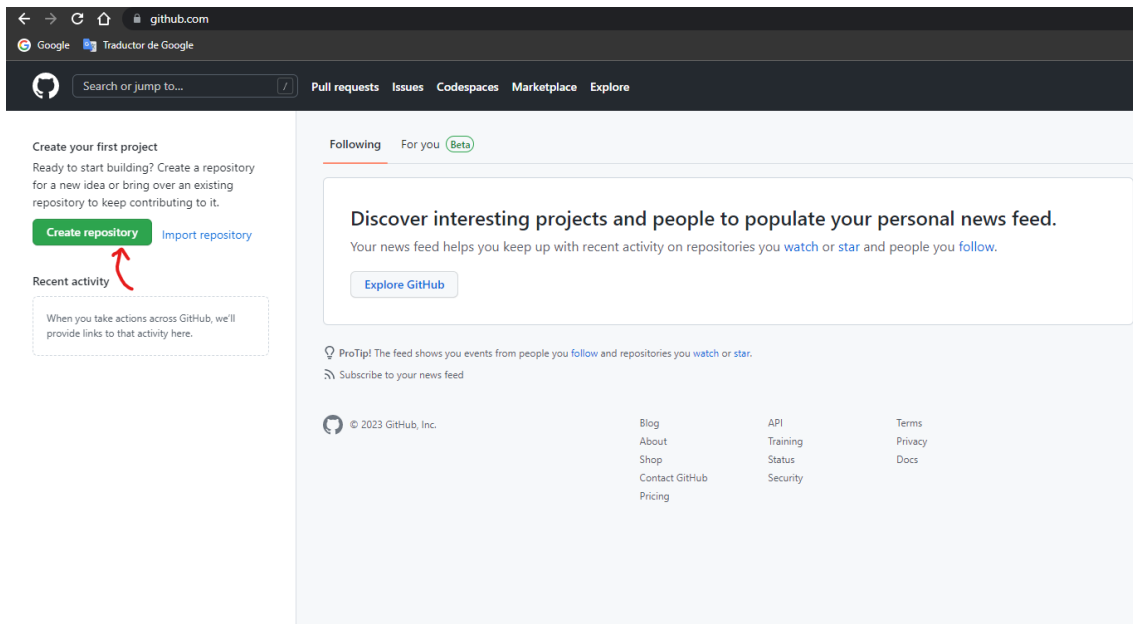 github.com
Google Traductor de Google
Search or jump to... / Pull requests Issues Codespaces Marketplace Explore
Create your first project
Ready to start building? Create a repository
for a new idea or bring over an existing
repository to keep contributing to it.
Create repository Import repository
Recent activity
When you take actions across GitHub, we'll
provide links to that activity here.
Following For you Beta
Discover interesting projects and people to populate your personal news feed.
Your news feed helps you keep up with recent activity on repositories you watch or star and people you follow.
Explore GitHub
ProTip! The feed shows you events from people you follow and repositories you watch or star.
Subscribe to your news feed
© 2023 GitHub, Inc.
Blog
About
Shop
Contact GitHub
Pricing
API
Training
Status
Security
Terms
Privacy
Docs